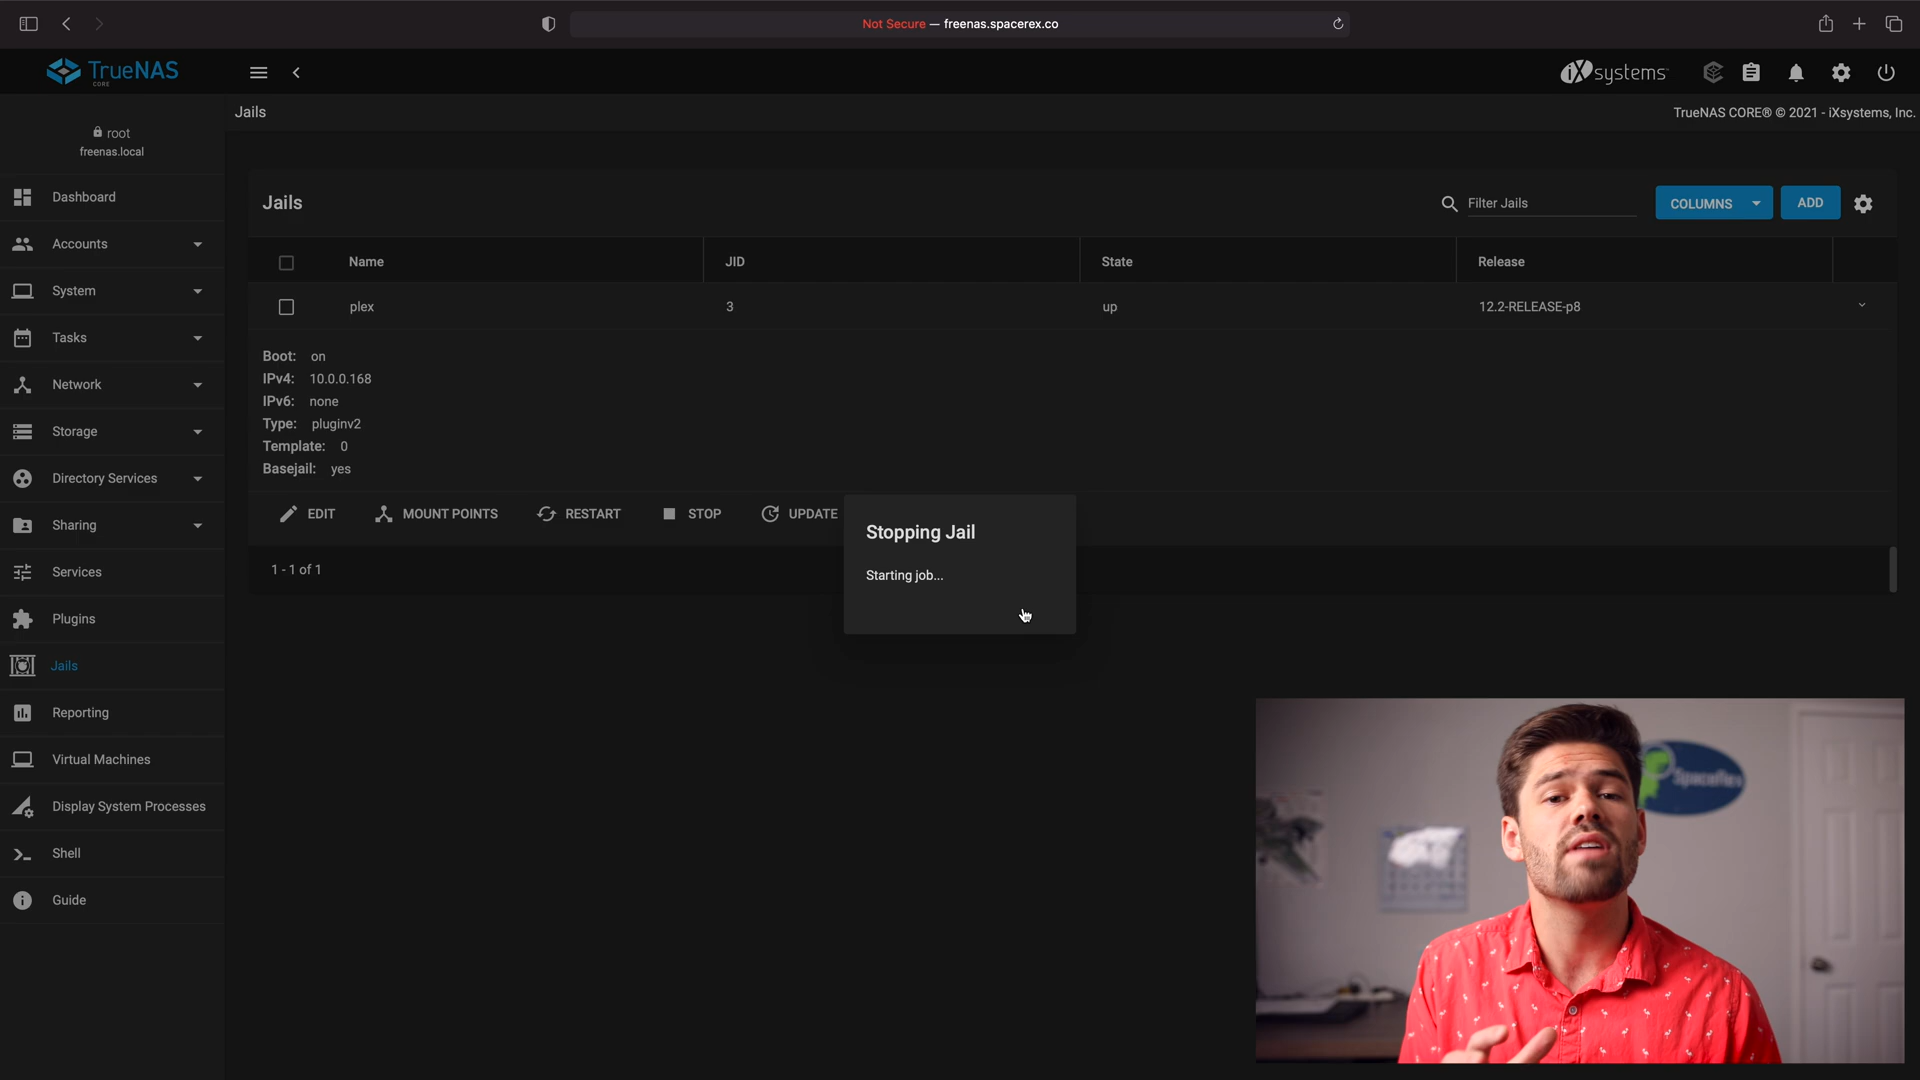 Not Secure — freenas.spacerex.co
TrueNAS
CORE
iXsystems
Jails
TrueNAS CORE® © 2021 - iXsystems, Inc.
root
freenas.local
Dashboard
Accounts
System
Tasks
Network
Storage
Directory Services
Sharing
Services
Plugins
Jails
Reporting
Virtual Machines
Display System Processes
Shell
Guide
Jails
Filter Jails
COLUMNS
ADD
Name JID State Release
plex 3 up 12.2-RELEASE-p8
Boot: on
IPv4: 10.0.0.168
IPv6: none
Type: pluginv2
Template: 0
Basejail: yes
EDIT MOUNT POINTS RESTART STOP UPDATE
1 - 1 of 1
Stopping Jail
Starting job...
SpaceRex